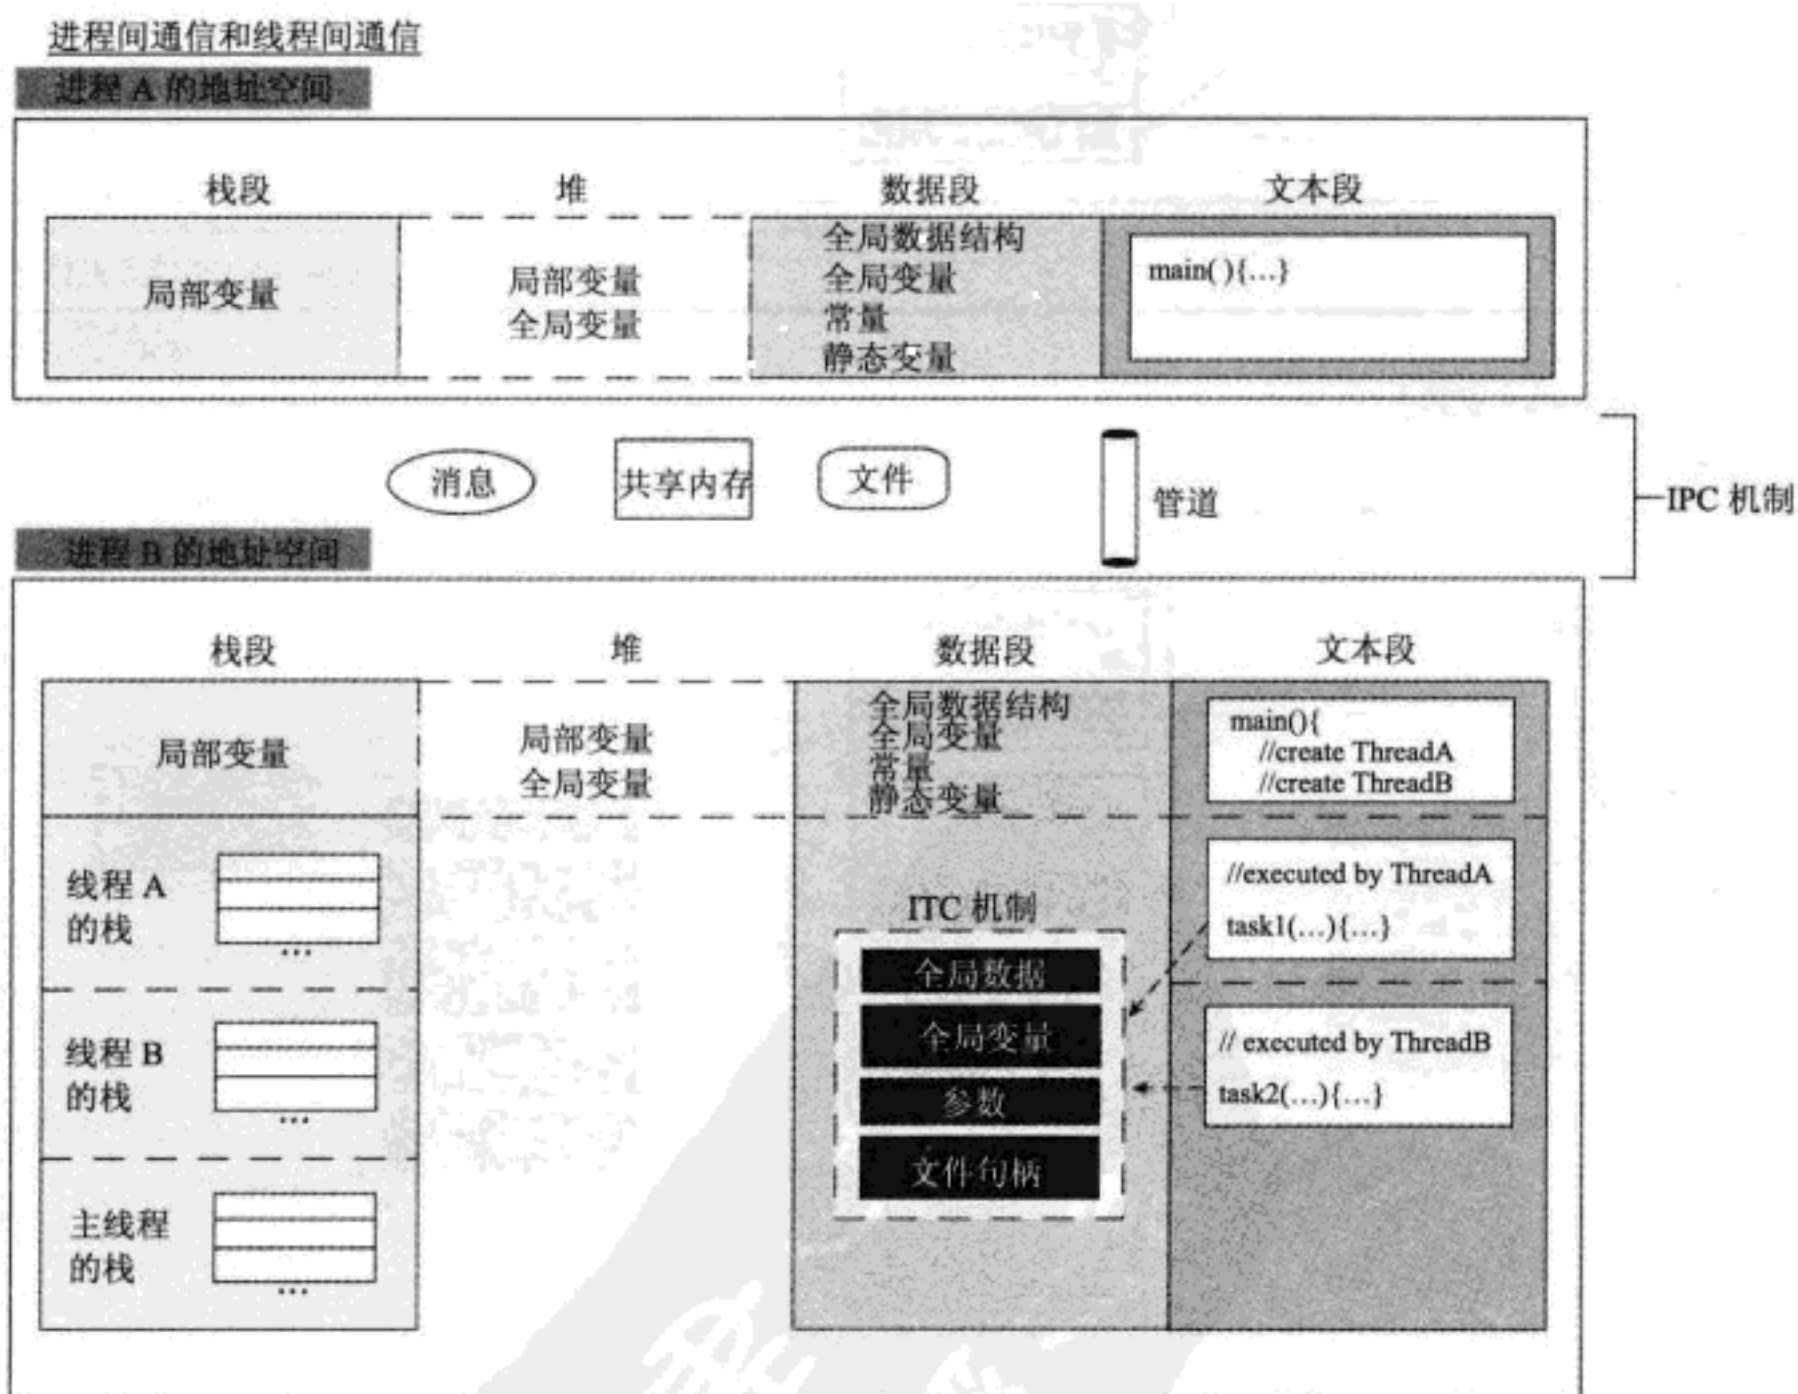 进程间通信和线程间通信
进程 A 的地址空间
栈段
堆
数据段
文本段
局部变量
局部变量
全局变量
全局数据结构
全局变量
常量
静态变量
main( ){…}
消息
共享内存
文件
管道
IPC 机制
进程 B 的地址空间
栈段
堆
数据段
文本段
局部变量
局部变量
全局变量
全局数据结构
全局变量
常量
静态变量
main(){
//create ThreadA
//create ThreadB
线程 A
的栈
…
ITC 机制
全局数据
全局变量
参数
文件句柄
//executed by ThreadA
task1(…){…}
线程 B
的栈
…
// executed by ThreadB
task2(…){…}
主线程
的栈
…